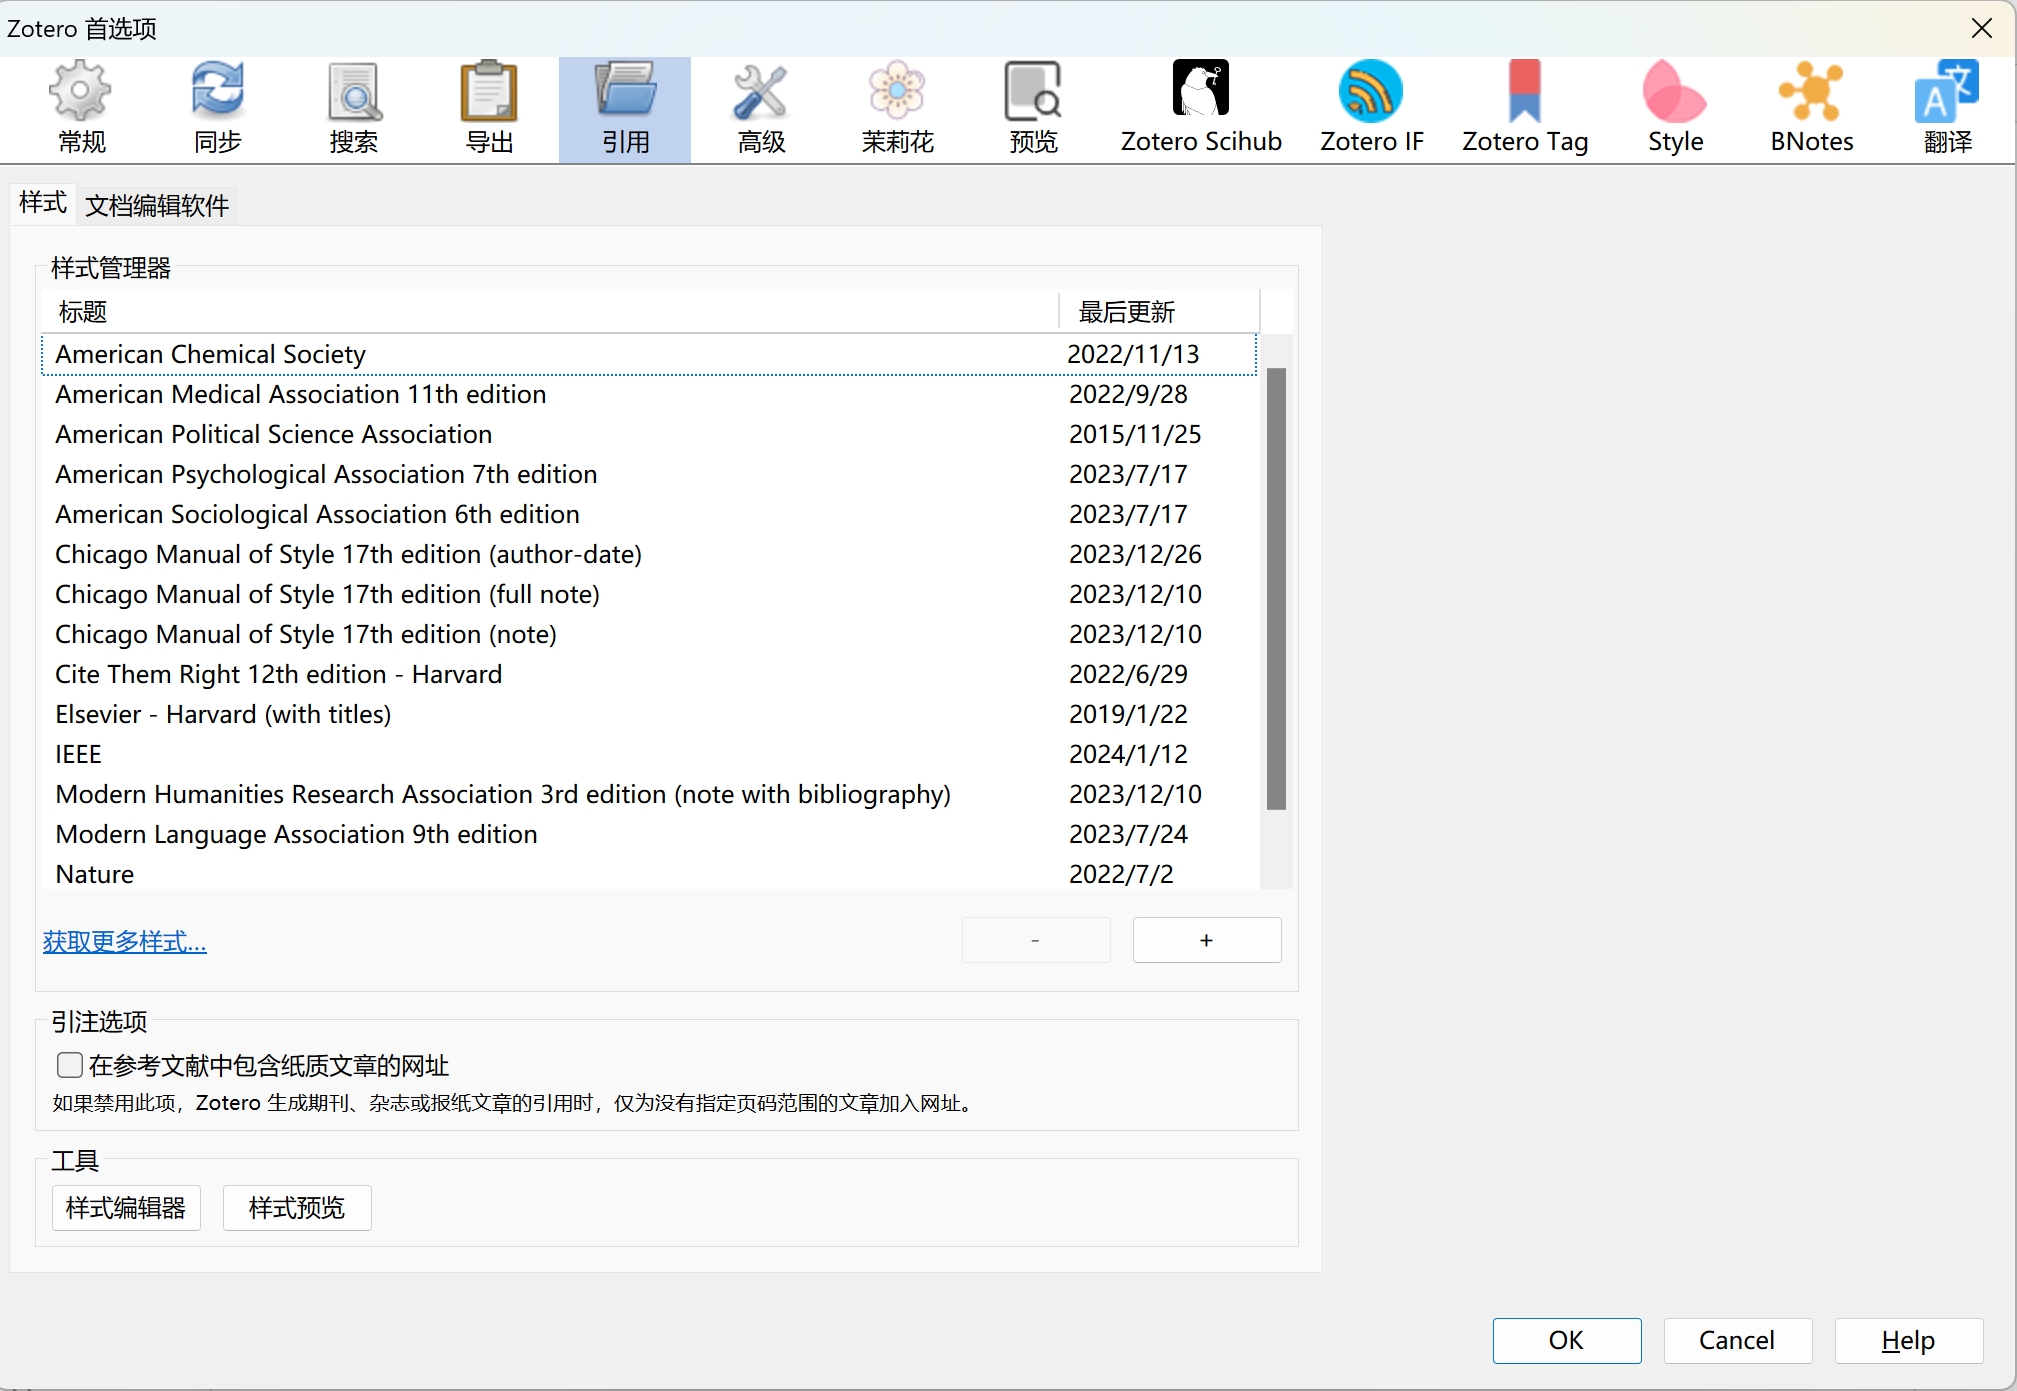 Zotero 首选项
常规 同步 搜索 导出 引用 高级 茉莉花 预览 Zotero Scihub Zotero IF Zotero Tag Style BNotes 翻译
样式 文档编辑软件
样式管理器
标题 最后更新
American Chemical Society 2022/11/13
American Medical Association 11th edition 2022/9/28
American Political Science Association 2015/11/25
American Psychological Association 7th edition 2023/7/17
American Sociological Association 6th edition 2023/7/17
Chicago Manual of Style 17th edition (author-date) 2023/12/26
Chicago Manual of Style 17th edition (full note) 2023/12/10
Chicago Manual of Style 17th edition (note) 2023/12/10
Cite Them Right 12th edition - Harvard 2022/6/29
Elsevier - Harvard (with titles) 2019/1/22
IEEE 2024/1/12
Modern Humanities Research Association 3rd edition (note with bibliography) 2023/12/10
Modern Language Association 9th edition 2023/7/24
Nature 2022/7/2
获取更多样式... - +
引注选项
在参考文献中包含纸质文章的网址
如果禁用此项，Zotero 生成期刊、杂志或报纸文章的引用时，仅为没有指定页码范围的文章加入网址。
工具
样式编辑器 样式预览
OK Cancel Help